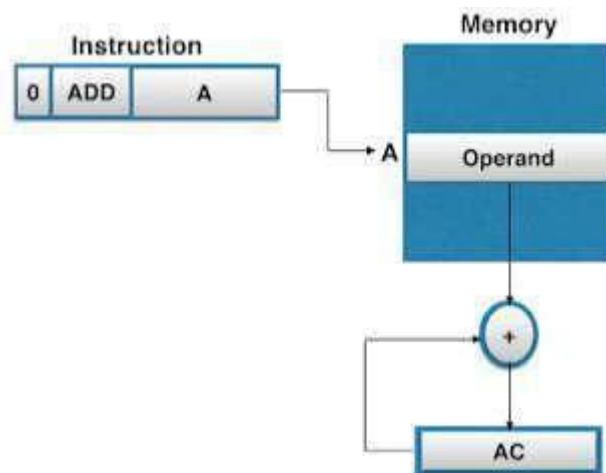 Memory
Instruction
0 ADD A
A Operand
+
AC